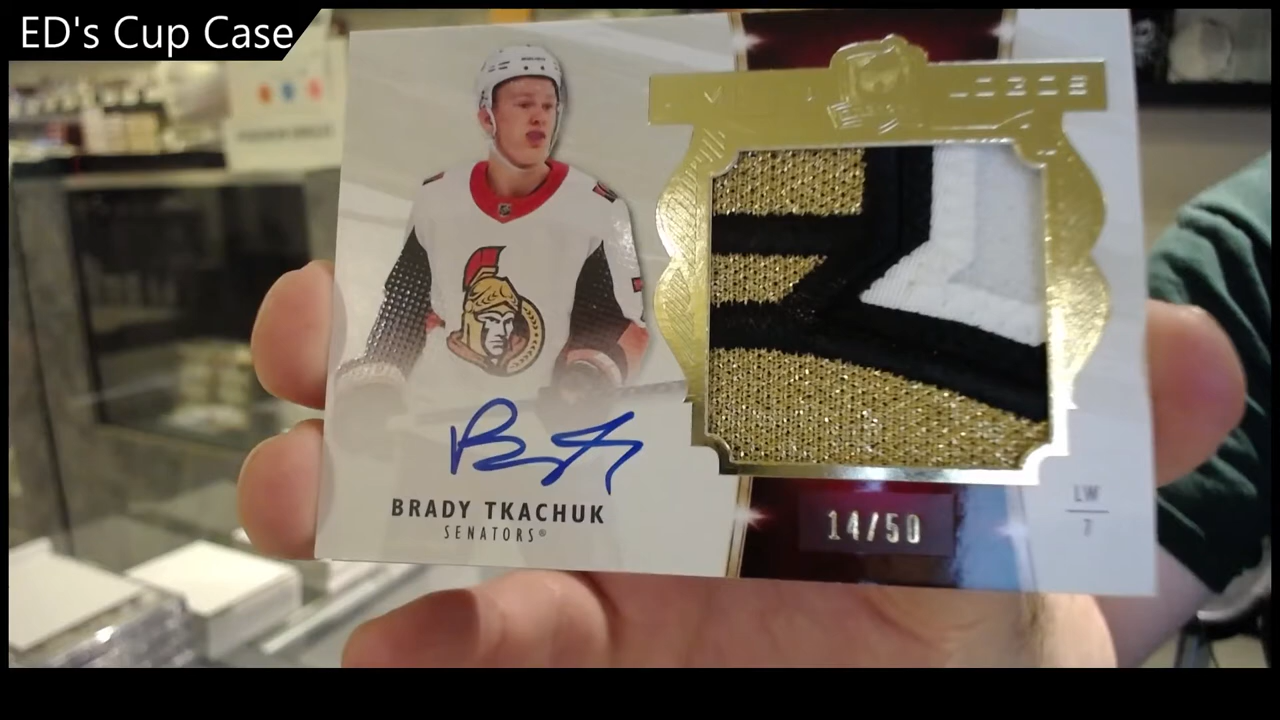 ED's Cup Case
BRADY TKACHUK
SENATORS®
14/50
LW
7